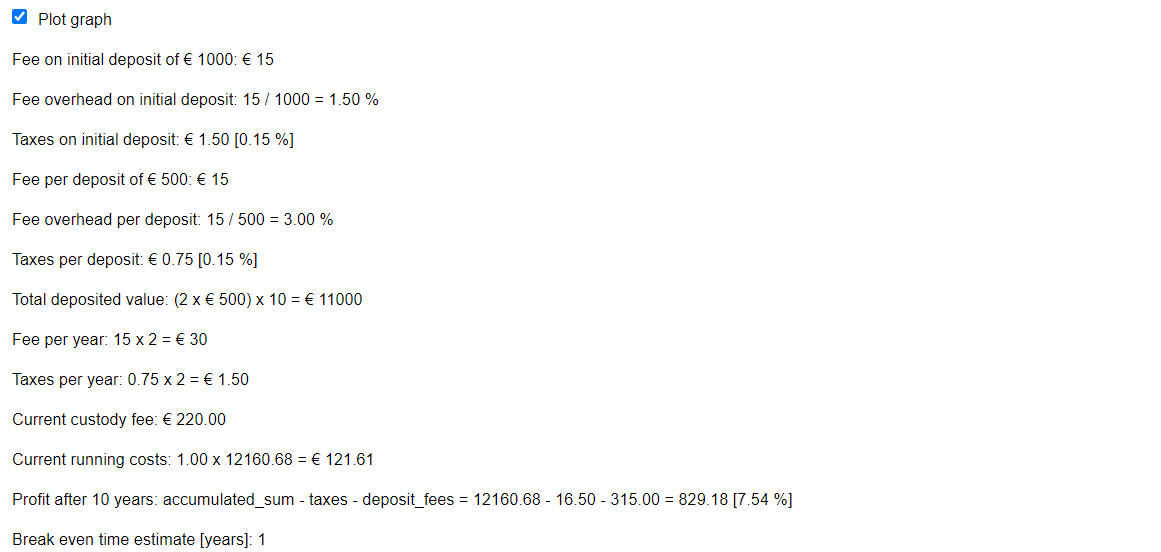 Plot graph
Fee on initial deposit of € 1000: € 15
Fee overhead on initial deposit: 15 / 1000 = 1.50 %
Taxes on initial deposit: € 1.50 [0.15 %]
Fee per deposit of € 500: € 15
Fee overhead per deposit: 15 / 500 = 3.00 %
Taxes per deposit: € 0.75 [0.15 %]
Total deposited value: (2 x € 500) x 10 = € 11000
Fee per year: 15 x 2 = € 30
Taxes per year: 0.75 x 2 = € 1.50
Current custody fee: € 220.00
Current running costs: 1.00 x 12160.68 = € 121.61
Profit after 10 years: accumulated_sum - taxes - deposit_fees = 12160.68 - 16.50 - 315.00 = 829.18 [7.54 %]
Break even time estimate [years]: 1